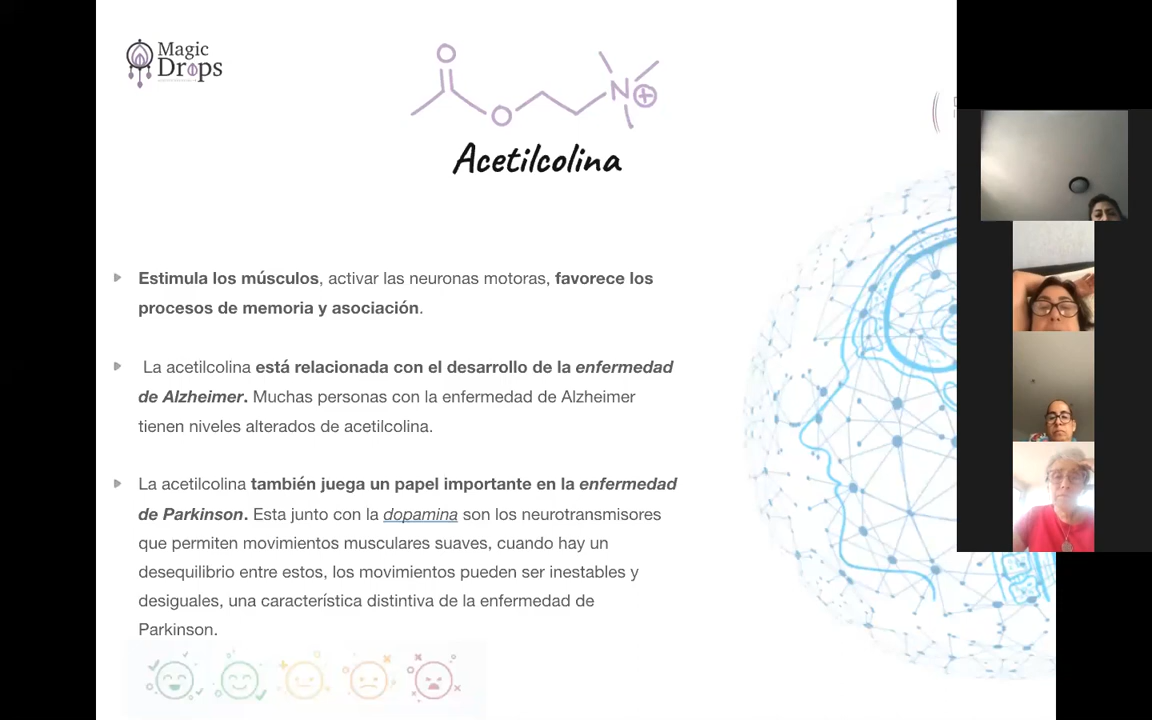 Magic
Drops
O
O
N
+
Acetilcolina
Estimula los músculos, activar las neuronas motoras, favorece los
procesos de memoria y asociación.
La acetilcolina está relacionada con el desarrollo de la enfermedad
de Alzheimer. Muchas personas con la enfermedad de Alzheimer
tienen niveles alterados de acetilcolina.
La acetilcolina también juega un papel importante en la enfermedad
de Parkinson. Esta junto con la dopamina son los neurotransmisores
que permiten movimientos musculares suaves, cuando hay un
desequilibrio entre estos, los movimientos pueden ser inestables y
desiguales, una característica distintiva de la enfermedad de
Parkinson.